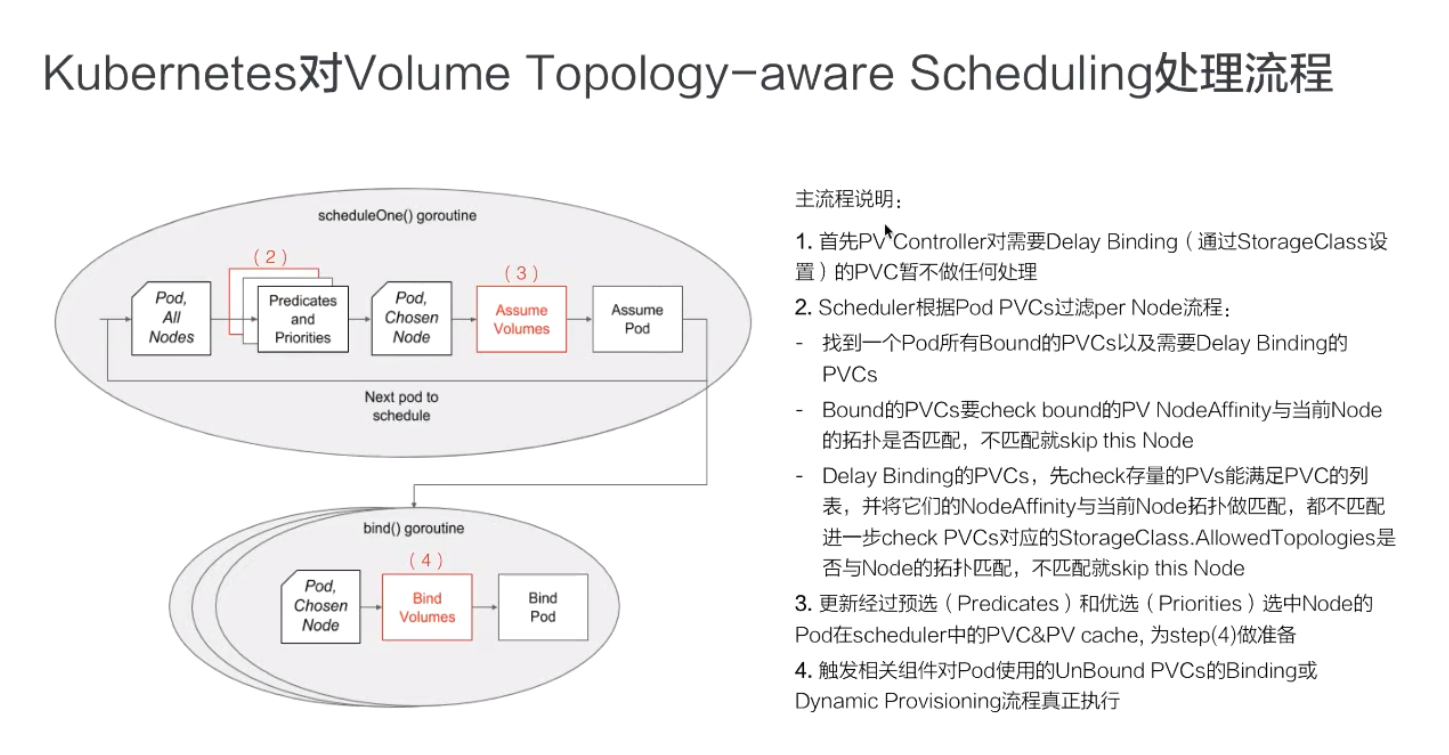 Kubernetes对Volume Topology-aware Scheduling处理流程
scheduleOne() goroutine
（2）
（3）
Pod,
All
Nodes
Predicates
and
Priorities
Pod,
Chosen
Node
Assume
Volumes
Assume
Pod
Next pod to
schedule
bind() goroutine
（4）
Pod,
Chosen
Node
Bind
Volumes
Bind
Pod
主流程说明：
1. 首先PV Controller对需要Delay Binding（通过StorageClass设
置）的PVC暂不做任何处理
2. Scheduler根据Pod PVCs过滤per Node流程：
- 找到一个Pod所有Bound的PVCs以及需要Delay Binding的
PVCs
- Bound的PVCs要check bound的PV NodeAffinity与当前Node
的拓扑是否匹配，不匹配就skip this Node
- Delay Binding的PVCs，先check存量的PVs能满足PVC的列
表，并将它们的NodeAffinity与当前Node拓扑做匹配，都不匹配
进一步check PVCs对应的StorageClass.AllowedTopologies是
否与Node的拓扑匹配，不匹配就skip this Node
3. 更新经过预选（Predicates）和优选（Priorities）选中Node的
Pod在scheduler中的PVC&PV cache, 为step(4)做准备
4. 触发相关组件对Pod使用的UnBound PVCs的Binding或
Dynamic Provisioning流程真正执行